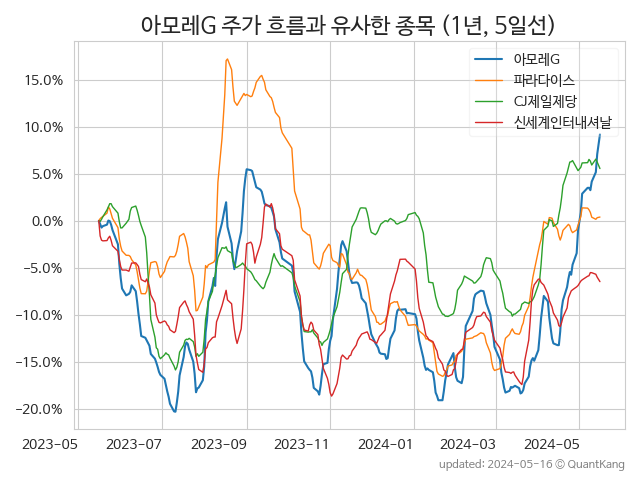 아모레G 주가 흐름과 유사한 종목 (1년, 5일선)
아모레G
파라다이스
CJ제일제당
신세계인터내셔날
15.0%
10.0%
5.0%
0.0%
−5.0%
−10.0%
−15.0%
−20.0%
2023-05
2023-07
2023-09
2023-11
2024-01
2024-03
2024-05
updated: 2024-05-16 © QuantKang